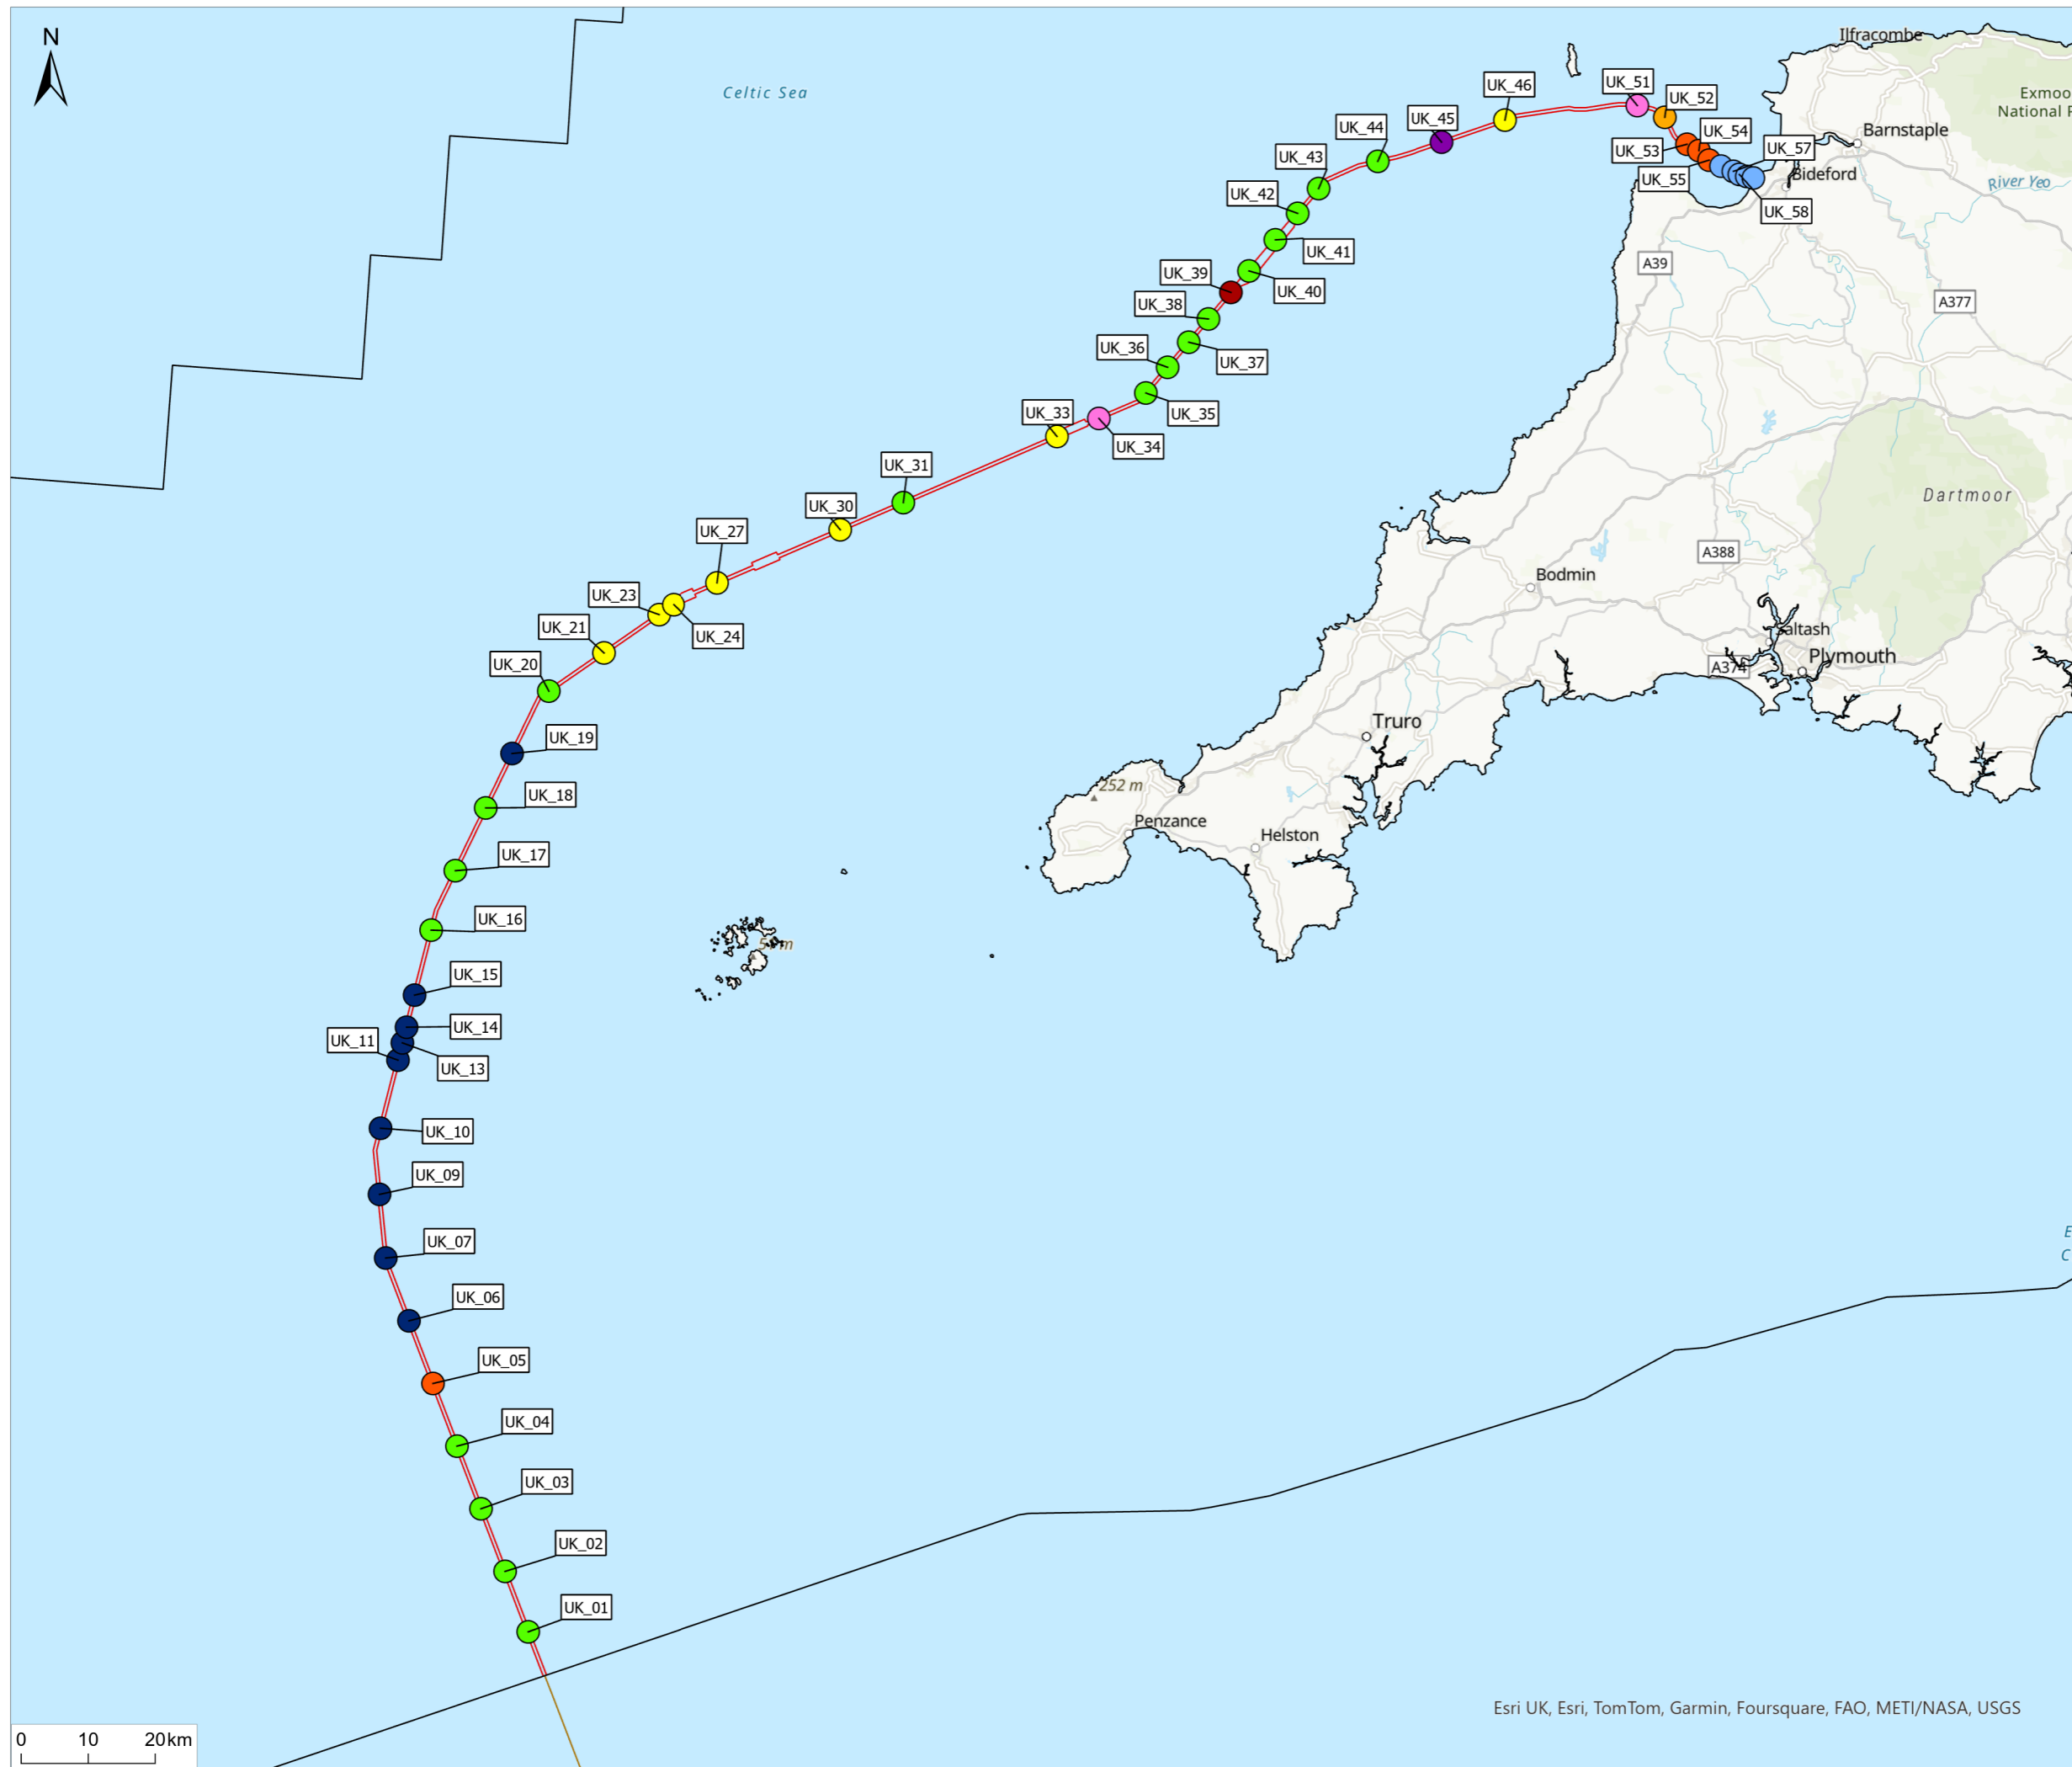 N
Ilfracombe
Celtic Sea
UK_46
UK_51
UK_52
Exmoo
National F
UK_45
UK_44
UK_54
Barnstaple
UK_43
UK_53
UK_57
UK_42
UK_55
Bideford
River Yeo
UK_58
UK_41
A39
UK_39
UK_40
A377
UK_38
UK_36
UK_37
UK_33
UK_35
UK_34
UK_31
Dartmoor
UK_30
UK_27
A388
Bodmin
UK_23
UK_24
UK_21
Saltash
Plymouth
A374
UK_20
Truro
UK_19
252 m
UK_18
Penzance
Helston
UK_17
UK_16
UK_15
UK_14
UK_11
UK_13
UK_10
UK_09
E
C
UK_07
UK_06
UK_05
UK_04
UK_03
UK_02
UK_01
Esri UK, Esri, TomTom, Garmin, Foursquare, FAO, METI/NASA, USGS
0 10 20km